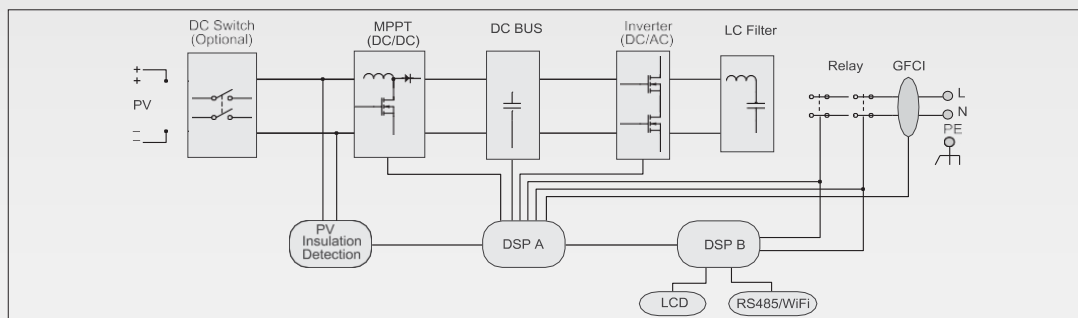 DC Switch
(Optional)
MPPT
(DC/DC)
DC BUS
Inverter
(DC/AC)
LC Filter
Relay
GFCI
+
+
PV
–
–
L
N
PE
PV
Insulation
Detection
DSP A
DSP B
LCD
RS485/WiFi